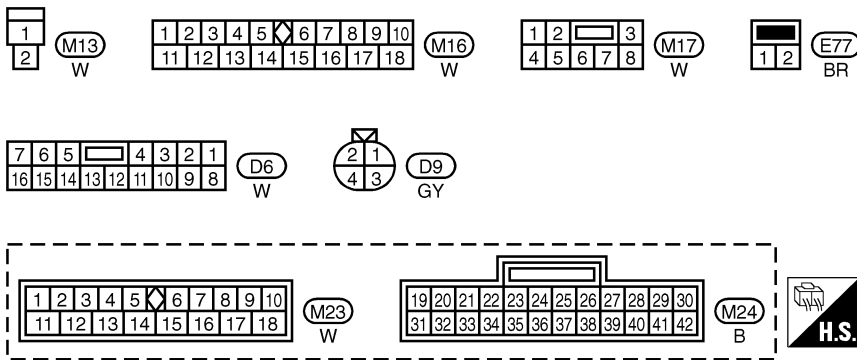 1 1 2 3 4 5 6 7 8 9 10 1 2 3
2 M13 11 12 13 14 15 16 17 18 M16 4 5 6 7 8 M17 1 2 E77
W W W BR
7 6 5 4 3 2 1 2 1
16 15 14 13 12 11 10 9 8 D6 4 3 D9
W GY
1 2 3 4 5 6 7 8 9 10 19 20 21 22 23 24 25 26 27 28 29 30
11 12 13 14 15 16 17 18 M23 31 32 33 34 35 36 37 38 39 40 41 42 M24
W B H.S.